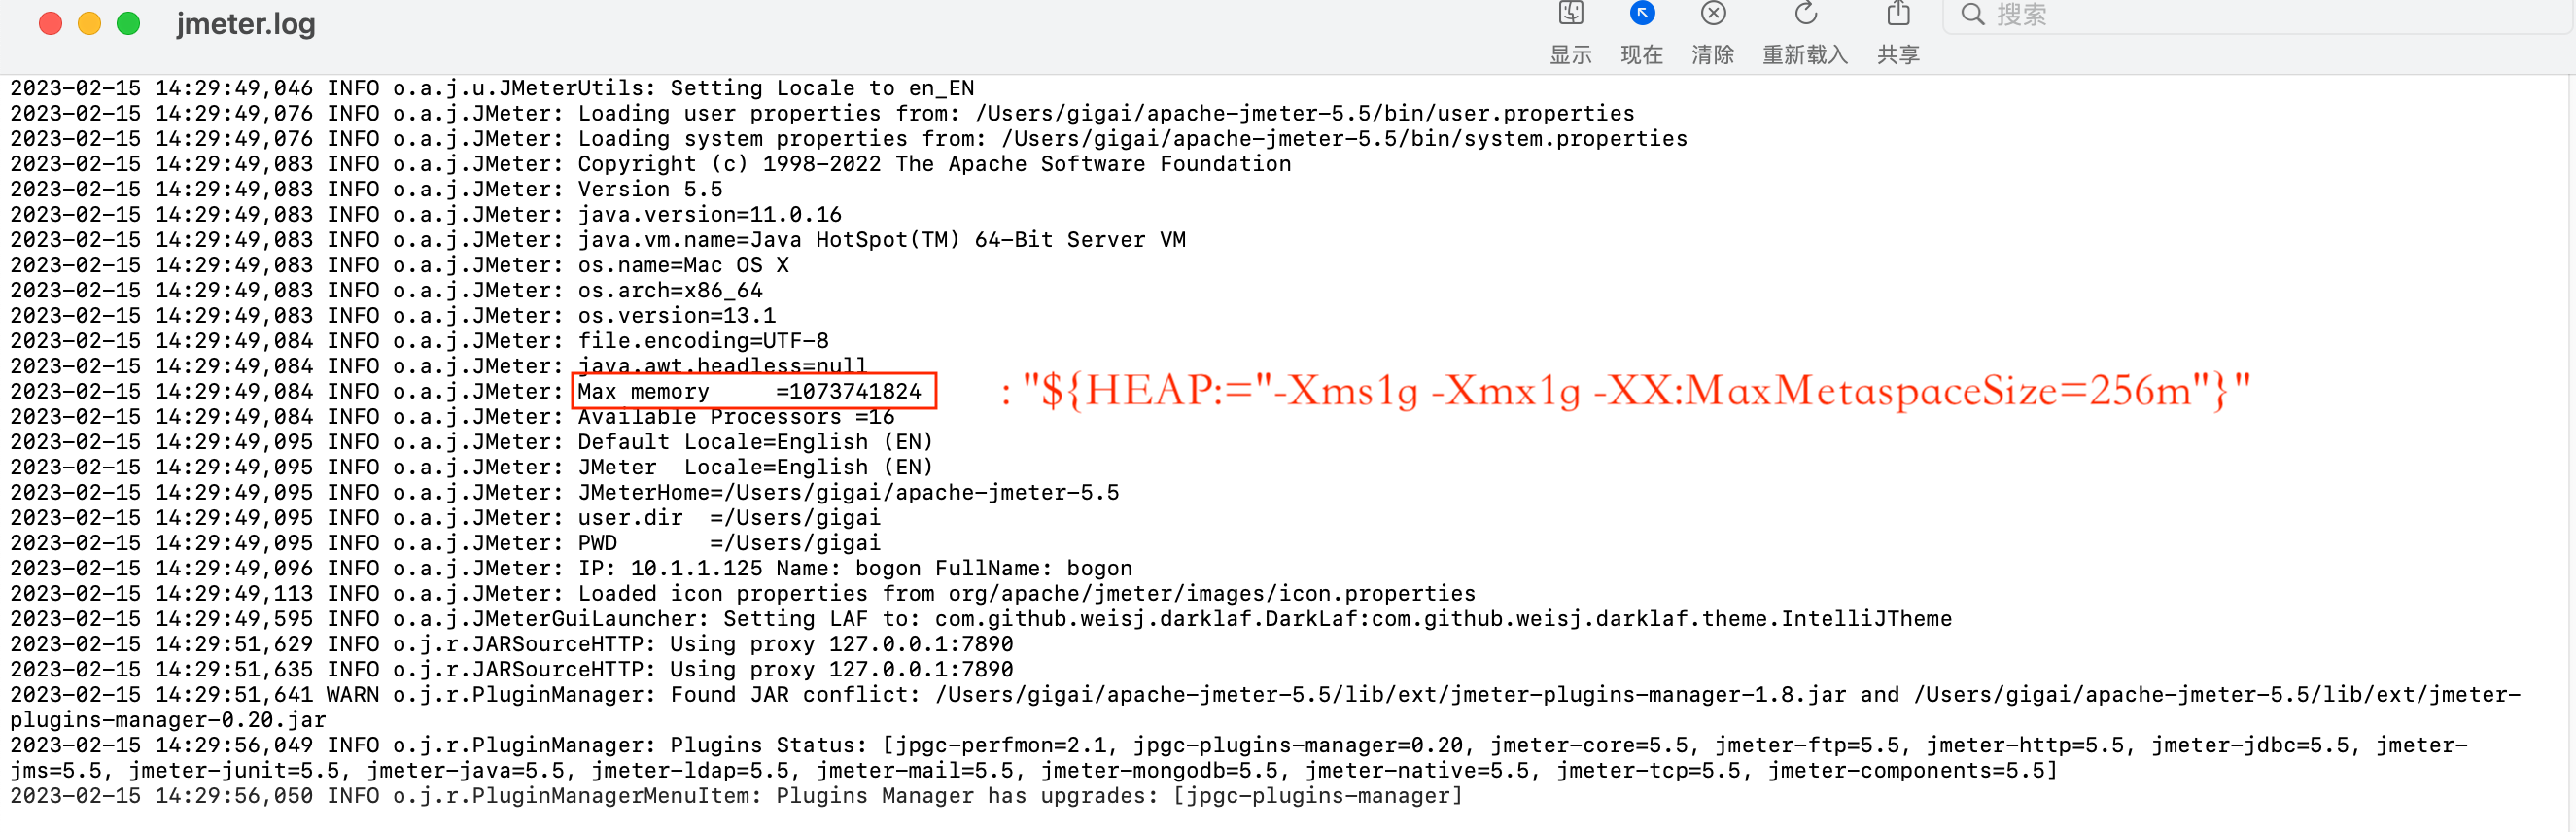 jmeter.log
显示
现在
清除
重新载入
共享
搜索
2023-02-15 14:29:49,046 INFO o.a.j.u.JMeterUtils: Setting Locale to en_EN
2023-02-15 14:29:49,076 INFO o.a.j.JMeter: Loading user properties from: /Users/gigai/apache-jmeter-5.5/bin/user.properties
2023-02-15 14:29:49,076 INFO o.a.j.JMeter: Loading system properties from: /Users/gigai/apache-jmeter-5.5/bin/system.properties
2023-02-15 14:29:49,083 INFO o.a.j.JMeter: Copyright (c) 1998-2022 The Apache Software Foundation
2023-02-15 14:29:49,083 INFO o.a.j.JMeter: Version 5.5
2023-02-15 14:29:49,083 INFO o.a.j.JMeter: java.version=11.0.16
2023-02-15 14:29:49,083 INFO o.a.j.JMeter: java.vm.name=Java HotSpot(TM) 64-Bit Server VM
2023-02-15 14:29:49,083 INFO o.a.j.JMeter: os.name=Mac OS X
2023-02-15 14:29:49,083 INFO o.a.j.JMeter: os.arch=x86_64
2023-02-15 14:29:49,083 INFO o.a.j.JMeter: os.version=13.1
2023-02-15 14:29:49,084 INFO o.a.j.JMeter: file.encoding=UTF-8
2023-02-15 14:29:49,084 INFO o.a.j.JMeter: java.awt.headless=null
2023-02-15 14:29:49,084 INFO o.a.j.JMeter: Max memory     =1073741824
: "${HEAP:="-Xms1g -Xmx1g -XX:MaxMetaspaceSize=256m"}"
2023-02-15 14:29:49,084 INFO o.a.j.JMeter: Available Processors =16
2023-02-15 14:29:49,095 INFO o.a.j.JMeter: Default Locale=English (EN)
2023-02-15 14:29:49,095 INFO o.a.j.JMeter: JMeter  Locale=English (EN)
2023-02-15 14:29:49,095 INFO o.a.j.JMeter: JMeterHome=/Users/gigai/apache-jmeter-5.5
2023-02-15 14:29:49,095 INFO o.a.j.JMeter: user.dir  =/Users/gigai
2023-02-15 14:29:49,095 INFO o.a.j.JMeter: PWD       =/Users/gigai
2023-02-15 14:29:49,096 INFO o.a.j.JMeter: IP: 10.1.1.125 Name: bogon FullName: bogon
2023-02-15 14:29:49,113 INFO o.a.j.JMeter: Loaded icon properties from org/apache/jmeter/images/icon.properties
2023-02-15 14:29:49,595 INFO o.a.j.JMeterGuiLauncher: Setting LAF to: com.github.weisj.darklaf.DarkLaf:com.github.weisj.darklaf.theme.IntelliJTheme
2023-02-15 14:29:51,629 INFO o.j.r.JARSourceHTTP: Using proxy 127.0.0.1:7890
2023-02-15 14:29:51,635 INFO o.j.r.JARSourceHTTP: Using proxy 127.0.0.1:7890
2023-02-15 14:29:51,641 WARN o.j.r.PluginManager: Found JAR conflict: /Users/gigai/apache-jmeter-5.5/lib/ext/jmeter-plugins-manager-1.8.jar and /Users/gigai/apache-jmeter-5.5/lib/ext/jmeter-
plugins-manager-0.20.jar
2023-02-15 14:29:56,049 INFO o.j.r.PluginManager: Plugins Status: [jpgc-perfmon=2.1, jpgc-plugins-manager=0.20, jmeter-core=5.5, jmeter-ftp=5.5, jmeter-http=5.5, jmeter-jdbc=5.5, jmeter-
jms=5.5, jmeter-junit=5.5, jmeter-java=5.5, jmeter-ldap=5.5, jmeter-mail=5.5, jmeter-mongodb=5.5, jmeter-native=5.5, jmeter-tcp=5.5, jmeter-components=5.5]
2023-02-15 14:29:56,050 INFO o.j.r.PluginManagerMenuItem: Plugins Manager has upgrades: [jpgc-plugins-manager]